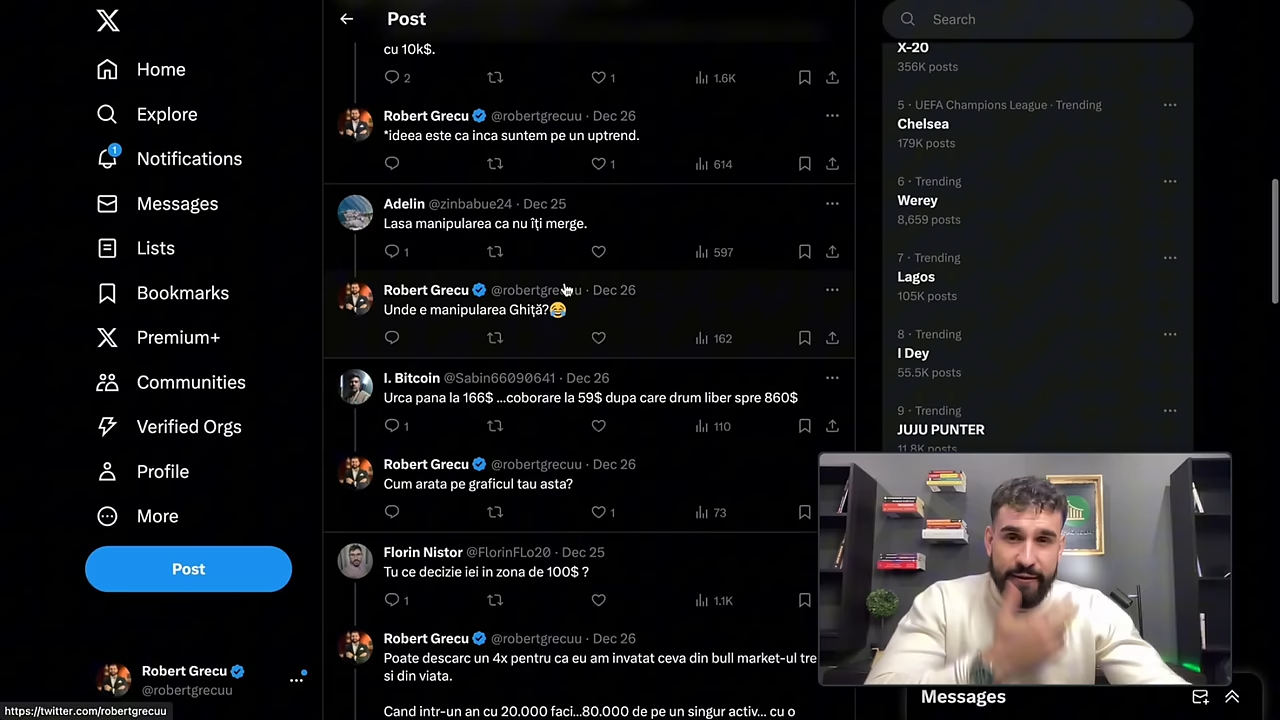 Home
Explore
1
Notifications
Messages
Lists
Bookmarks
Premium+
Communities
Verified Orgs
Profile
More
Post
Robert Grecu
@robertgrecuu
https://twitter.com/robertgrecuu
Post
cu 10k$.
2 1 1.6K
Robert Grecu @robertgrecuu · Dec 26
*ideea este ca inca suntem pe un uptrend.
1 614
Adelin @zinbabue24 · Dec 25
Lasa manipularea ca nu îți merge.
1 597
Robert Grecu @robertgrecuu · Dec 26
Unde e manipularea Ghiță?😂
162
I. Bitcoin @Sabin66090641 · Dec 26
Urca pana la 166$ ...coborare la 59$ dupa care drum liber spre 860$
1 110
Robert Grecu @robertgrecuu · Dec 26
Cum arata pe graficul tau asta?
1 73
Florin Nistor @FlorinFLo20 · Dec 25
Tu ce decizie iei in zona de 100$ ?
1 1.1K
Robert Grecu @robertgrecuu · Dec 26
Poate descarc un 4x pentru ca eu am invatat ceva din bull market-ul tre
si din viata.
Cand intr-un an cu 20.000 faci...80.000 de pe un singur activ... cu o
Search
X-20
356K posts
5 · UEFA Champions League · Trending
Chelsea
179K posts
6 · Trending
Werey
8,659 posts
7 · Trending
Lagos
105K posts
8 · Trending
I Dey
55.5K posts
9 · Trending
JUJU PUNTER
11.8K posts
Messages